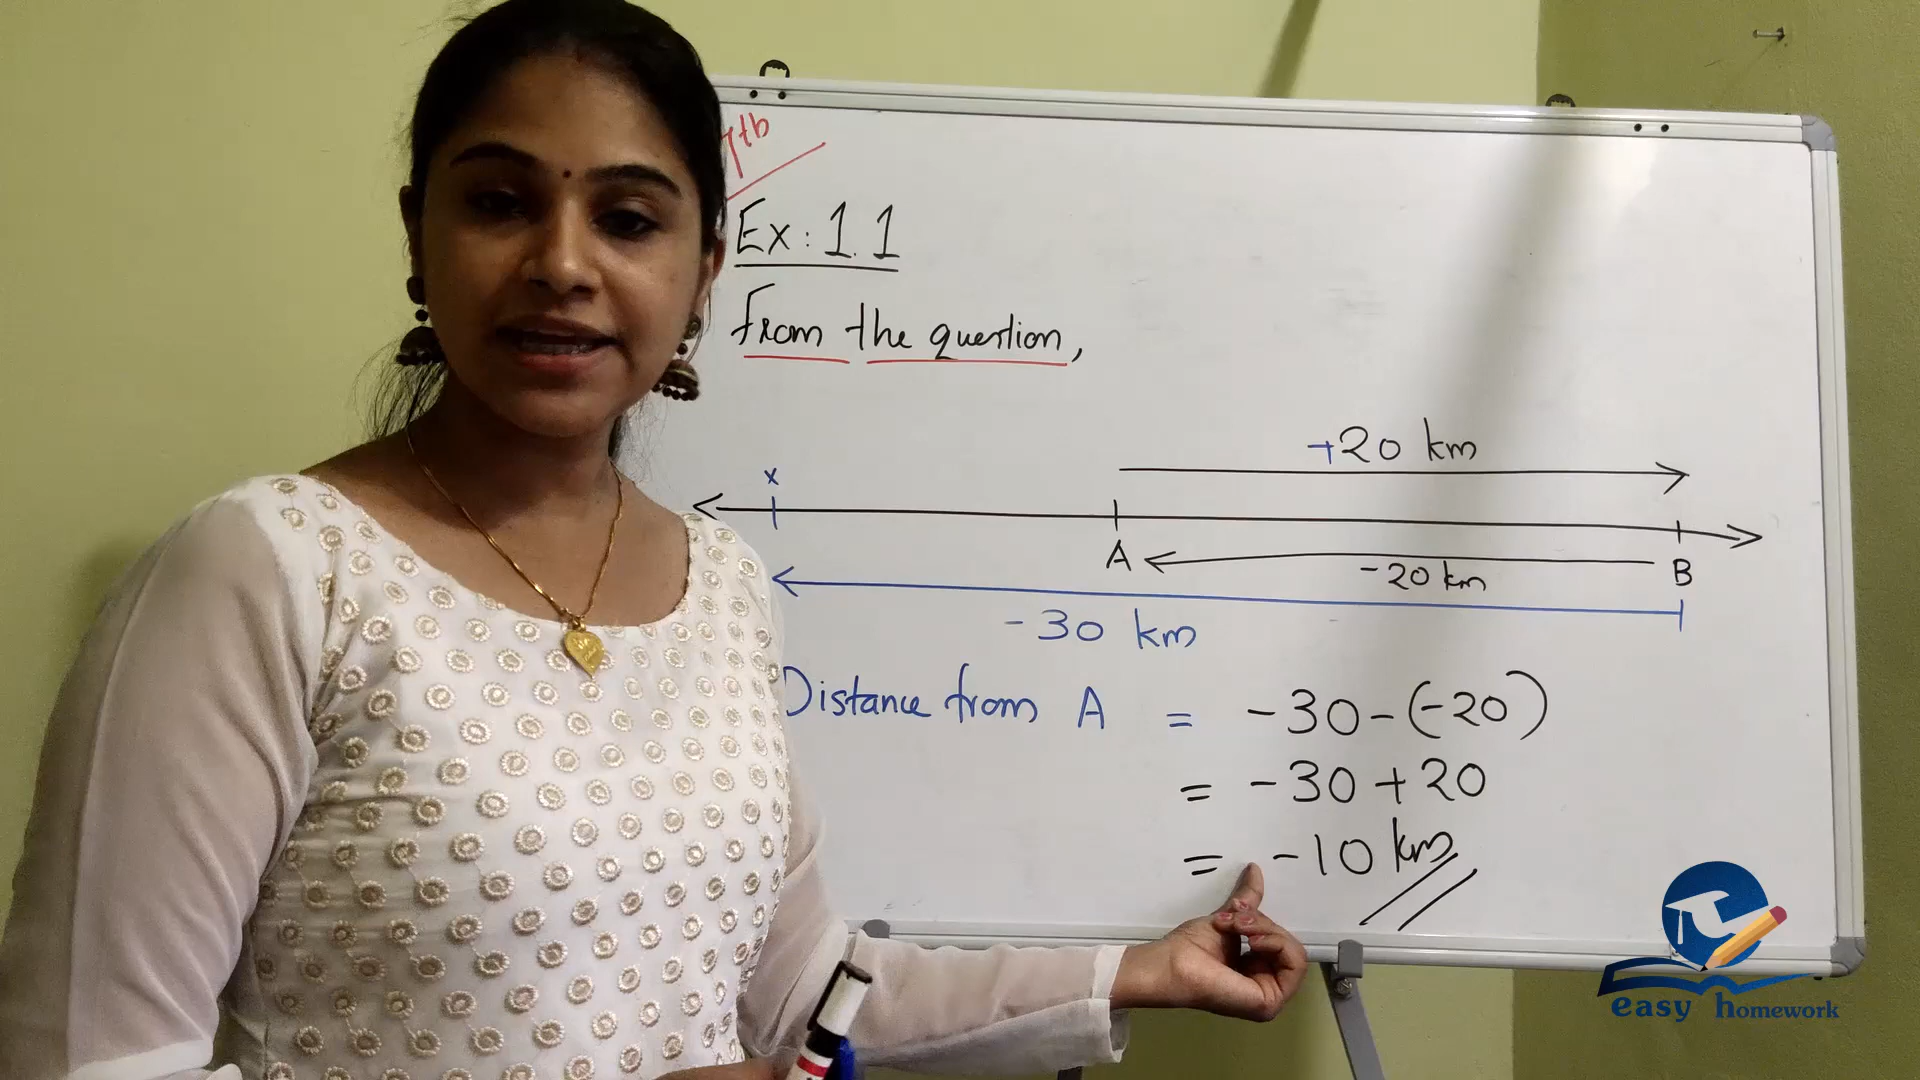 7th
Ex: 1.1
From the question,
+20 km
x
A
-20 km
B
-30 km
Distance from A = -30-(-20)
= -30+20
= -10 km
easy homework